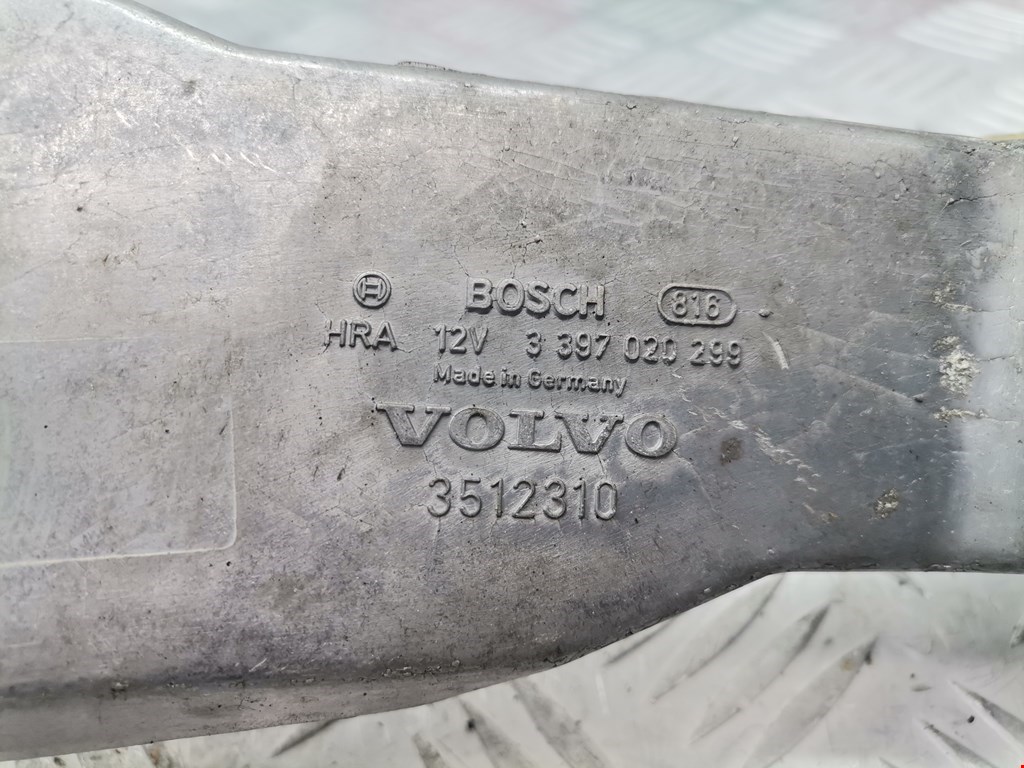 BOSCH 816
HRA 12V 3 397 020 299
Made in Germany
VOLVO
3512310